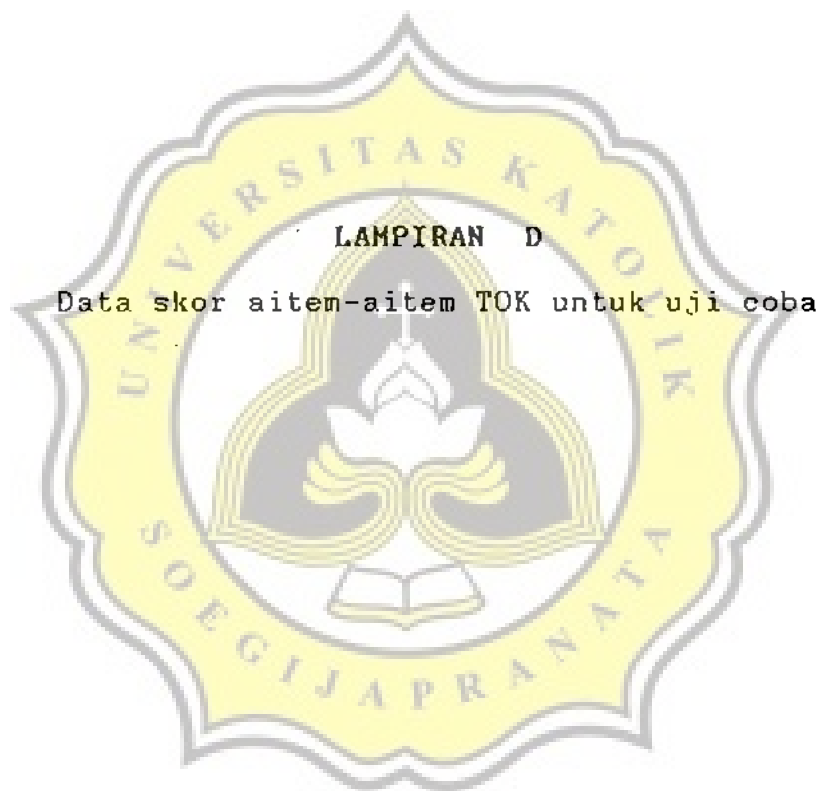 UNIVERSITAS KATOLIK
LAMPIRAN D
Data skor aitem-aitem TOK untuk uji coba
SOEGIJAPRANATA